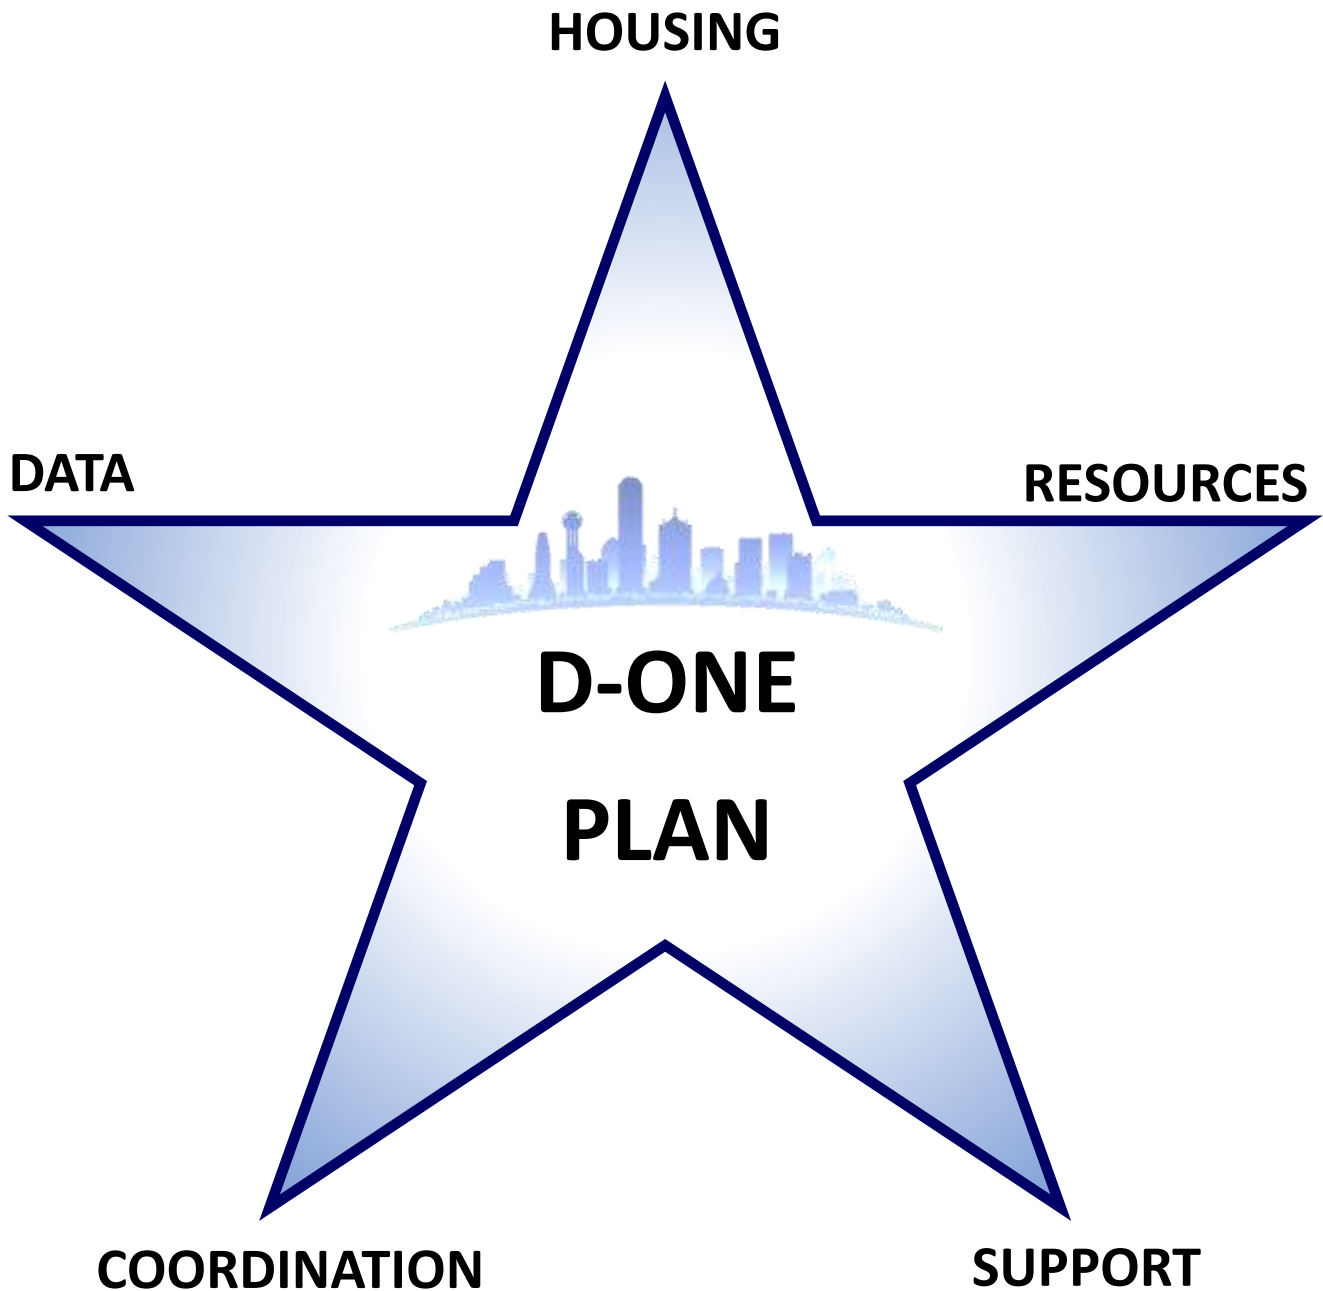 HOUSING
DATA
RESOURCES
D-ONE
PLAN
COORDINATION
SUPPORT